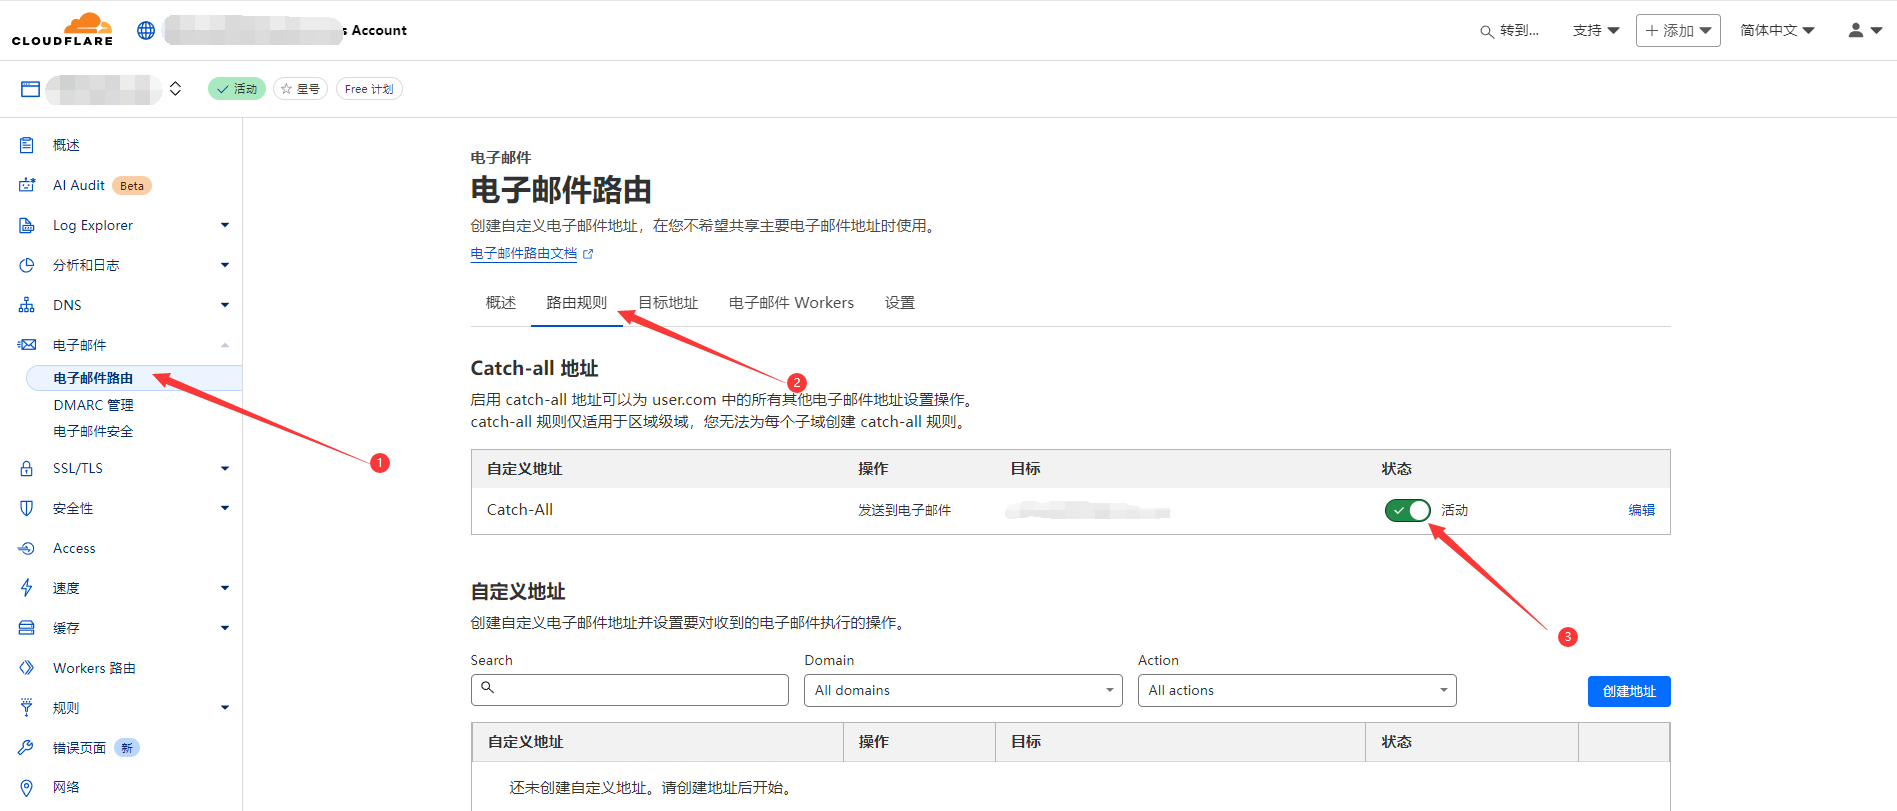 CLOUDFLARE
s Account
转到...
支持
添加
简体中文
活动
星号
Free 计划
概述
AI Audit Beta
Log Explorer
分析和日志
DNS
电子邮件
电子邮件路由
DMARC 管理
电子邮件安全
SSL/TLS
安全性
Access
速度
缓存
Workers 路由
规则
错误页面 新
网络
电子邮件
电子邮件路由
创建自定义电子邮件地址，在您不希望共享主要电子邮件地址时使用。
电子邮件路由文档
概述 路由规则 目标地址 电子邮件 Workers 设置
Catch-all 地址
启用 catch-all 地址可以为 user.com 中的所有其他电子邮件地址设置操作。
catch-all 规则仅适用于区域级域，您无法为每个子域创建 catch-all 规则。
自定义地址 操作 目标 状态
Catch-All 发送到电子邮件 活动 编辑
自定义地址
创建自定义电子邮件地址并设置要对收到的电子邮件执行的操作。
Search Domain Action
All domains All actions 创建地址
自定义地址 操作 目标 状态
还未创建自定义地址。请创建地址后开始。
1
2
3